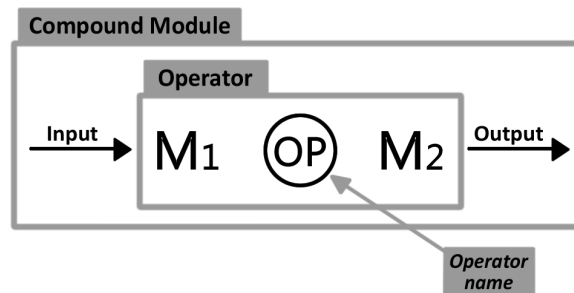 Compound Module
Operator
Input
M1
OP
M2
Output
Operator
name